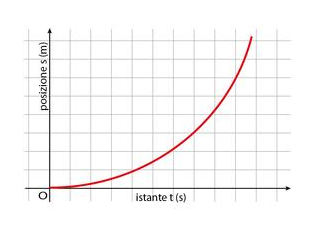 posizione s (m)
O
istante t (s)